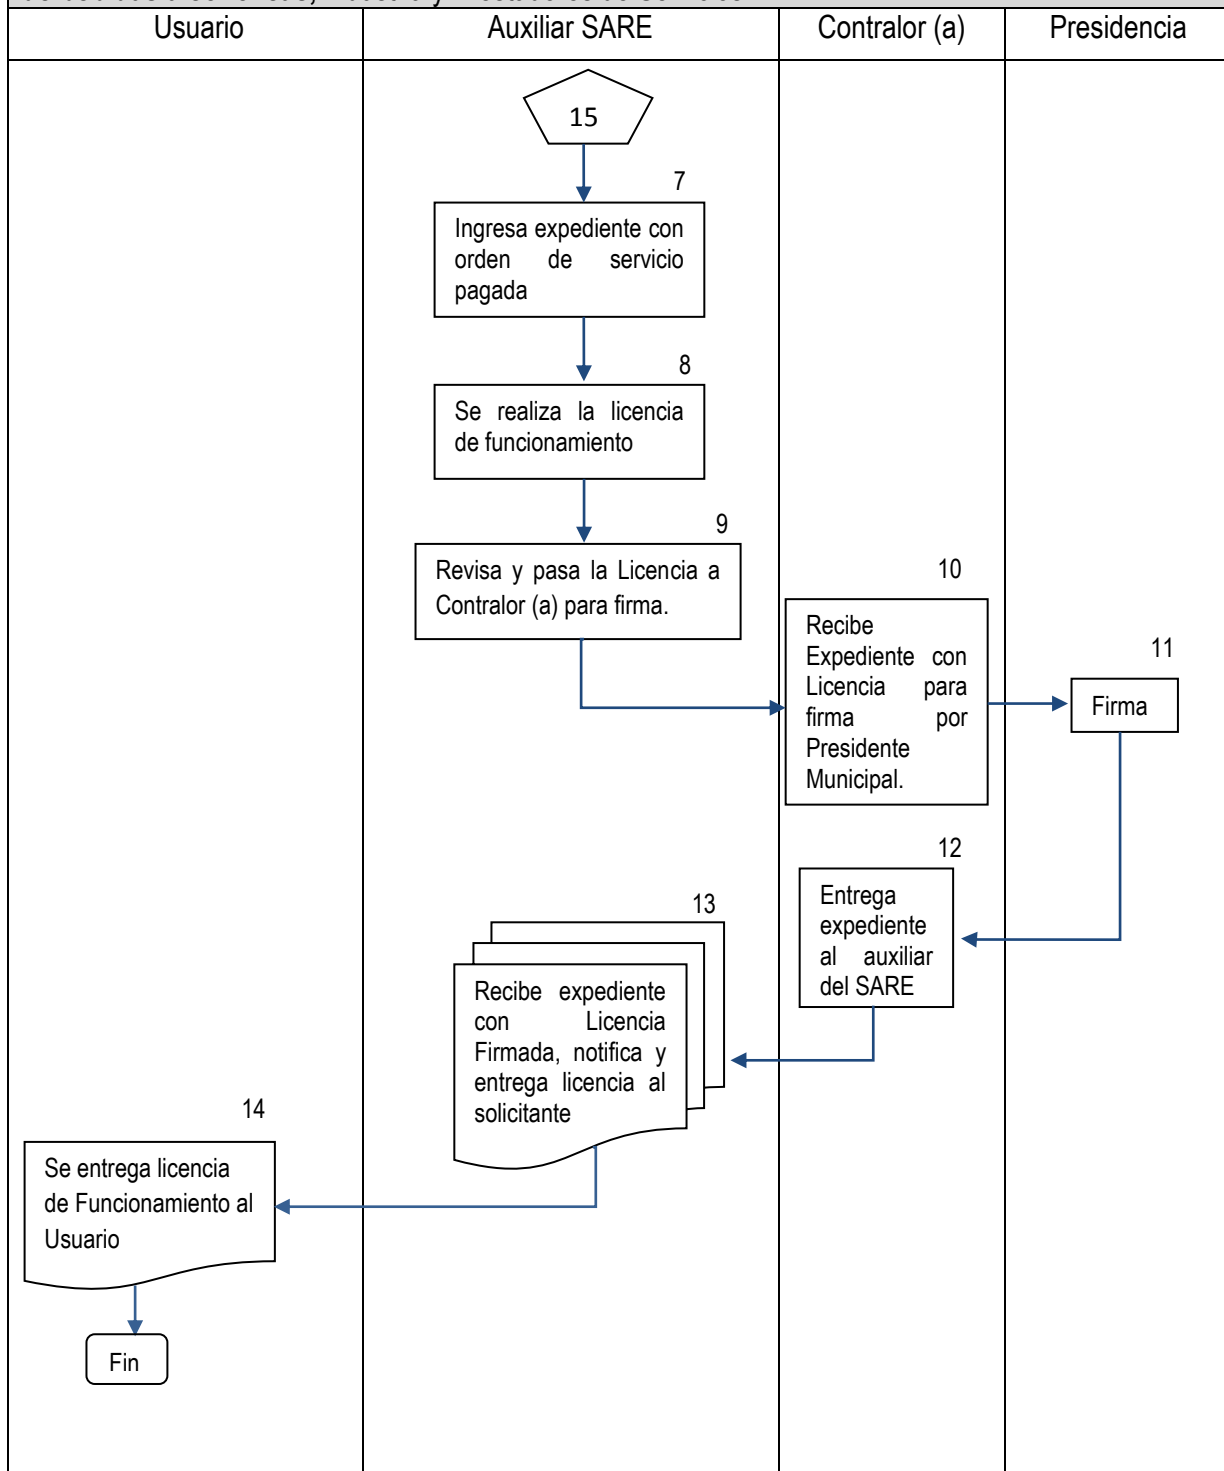 Usuario
Auxiliar SARE
Contralor (a)
Presidencia
15
7
Ingresa expediente con
orden de servicio
pagada
8
Se realiza la licencia
de funcionamiento
9
Revisa y pasa la Licencia a
Contralor (a) para firma.
10
Recibe
Expediente con
Licencia para
firma por
Presidente
Municipal.
11
Firma
12
Entrega
expediente
al auxiliar
del SARE
13
Recibe expediente
con Licencia
Firmada, notifica y
entrega licencia al
solicitante
14
Se entrega licencia
de Funcionamiento al
Usuario
Fin